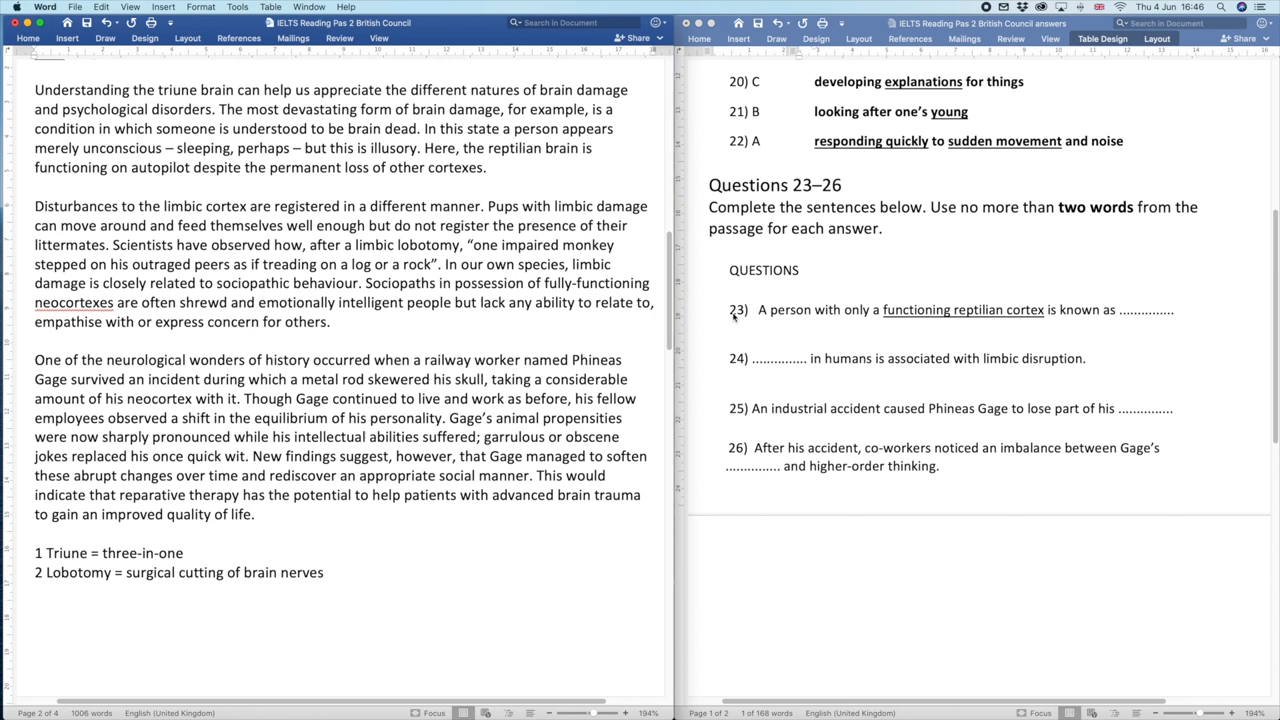 Word File Edit View Insert Format Tools Table Window Help Thu 4 Jun 16:46
IELTS Reading Pas 2 British Council Search in Document
Home Insert Draw Design Layout References Mailings Review View Share
Understanding the triune brain can help us appreciate the different natures of brain damage
and psychological disorders. The most devastating form of brain damage, for example, is a
condition in which someone is understood to be brain dead. In this state a person appears
merely unconscious – sleeping, perhaps – but this is illusory. Here, the reptilian brain is
functioning on autopilot despite the permanent loss of other cortexes.
Disturbances to the limbic cortex are registered in a different manner. Pups with limbic damage
can move around and feed themselves well enough but do not register the presence of their
littermates. Scientists have observed how, after a limbic lobotomy, “one impaired monkey
stepped on his outraged peers as if treading on a log or a rock”. In our own species, limbic
damage is closely related to sociopathic behaviour. Sociopaths in possession of fully-functioning
neocortexes are often shrewd and emotionally intelligent people but lack any ability to relate to,
empathise with or express concern for others.
One of the neurological wonders of history occurred when a railway worker named Phineas
Gage survived an incident during which a metal rod skewered his skull, taking a considerable
amount of his neocortex with it. Though Gage continued to live and work as before, his fellow
employees observed a shift in the equilibrium of his personality. Gage’s animal propensities
were now sharply pronounced while his intellectual abilities suffered; garrulous or obscene
jokes replaced his once quick wit. New findings suggest, however, that Gage managed to soften
these abrupt changes over time and rediscover an appropriate social manner. This would
indicate that reparative therapy has the potential to help patients with advanced brain trauma
to gain an improved quality of life.
1 Triune = three-in-one
2 Lobotomy = surgical cutting of brain nerves
Page 2 of 4 1006 words English (United Kingdom) Focus 194%
IELTS Reading Pas 2 British Council answers Search in Document
Home Insert Draw Design Layout References Mailings Review View Table Design Layout Share
20) C developing explanations for things
21) B looking after one’s young
22) A responding quickly to sudden movement and noise
Questions 23–26
Complete the sentences below. Use no more than two words from the
passage for each answer.
QUESTIONS
23) A person with only a functioning reptilian cortex is known as ..............
24) .............. in humans is associated with limbic disruption.
25) An industrial accident caused Phineas Gage to lose part of his ..............
26) After his accident, co-workers noticed an imbalance between Gage’s
.............. and higher-order thinking.
Page 1 of 2 1 of 168 words English (United Kingdom) Focus 194%